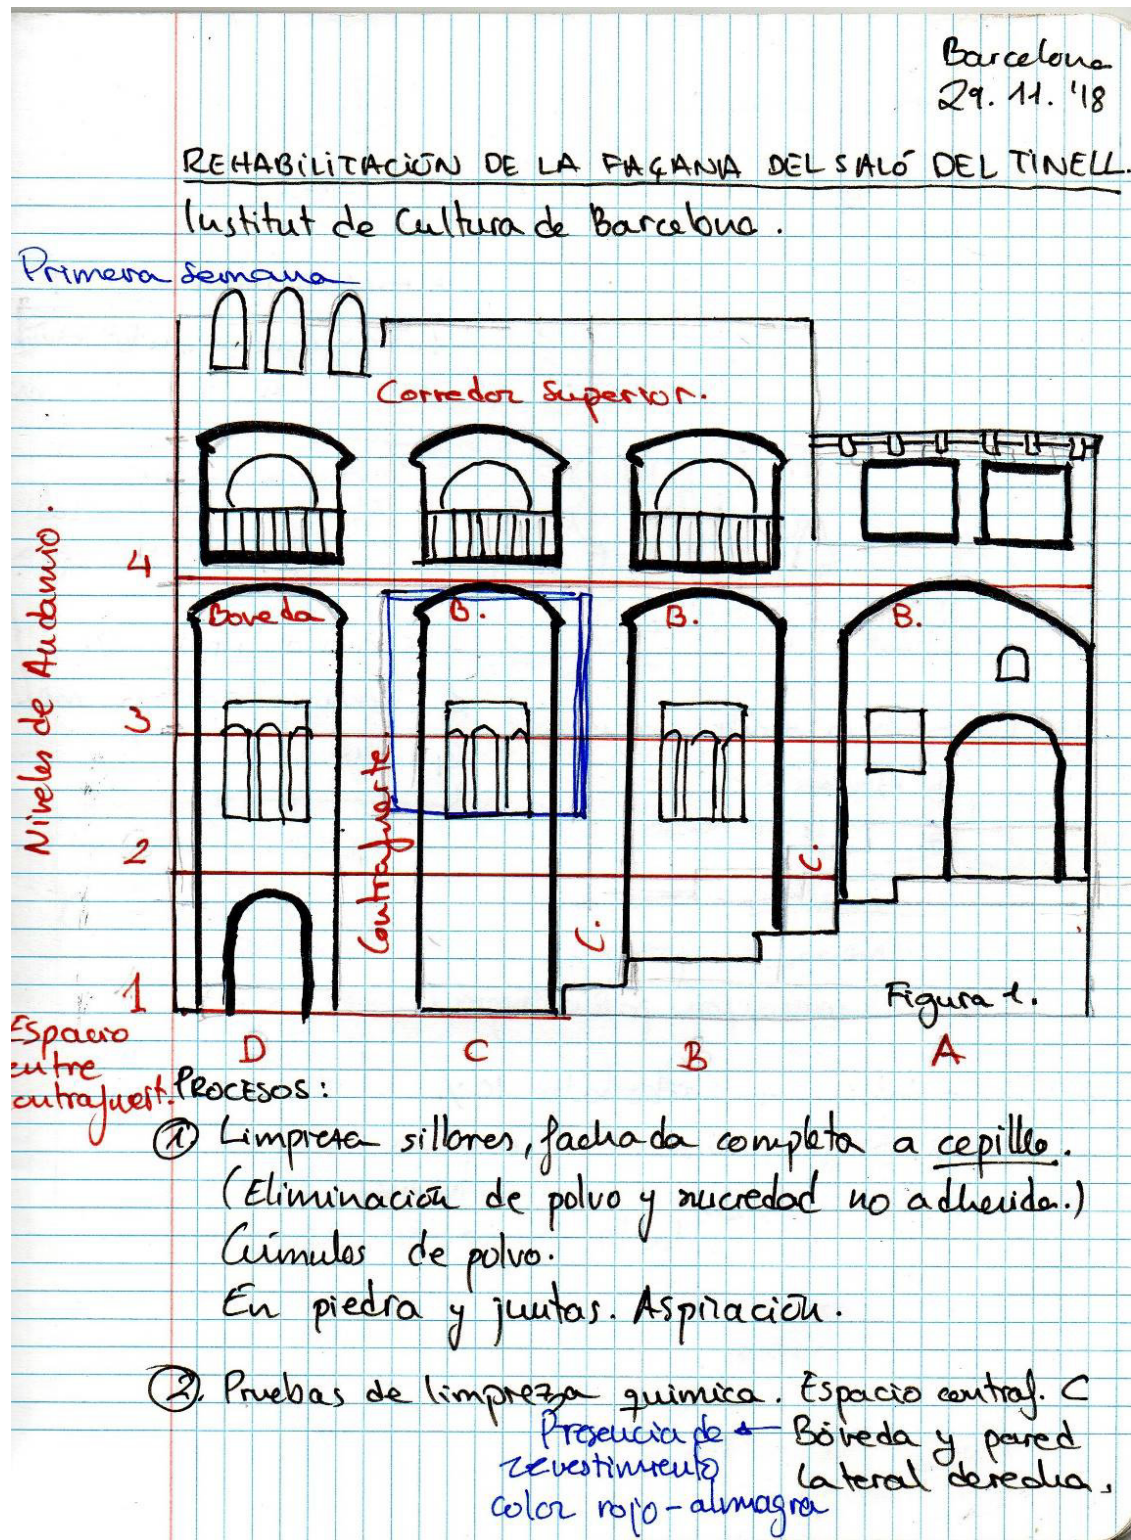 Barcelona
29. 11. '18
REHABILITACIÓN DE LA FAÇANA DEL SALÓ DEL TINELL.
Institut de Cultura de Barcelona.
Primera Semana
Corredor Superior.
Niveles de Andamio.
4
Boveda
B.
B.
B.
3
Contrafuerte
2
C.
C.
1
Figura 1.
Espacio
entre
contrafuert.
D
C
B
A
PROCESOS:
1 Limpieza sillares, fachada completa a cepillo.
(Eliminación de polvo y sucredad no adherida.)
Cúmulos de polvo.
En piedra y juntas. Aspiración.
2. Pruebas de limpieza quimica. Espacio contraf. C
Presencia de ← Bóveda y pared
revestimiento
lateral derecha.
color rojo-almagra